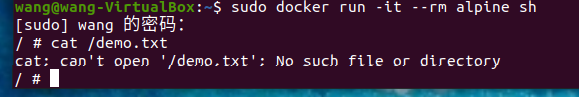 wang@wang-VirtualBox:~$ sudo docker run -it --rm alpine sh
[sudo] wang 的密码：
/ # cat /demo.txt
cat: can't open '/demo.txt': No such file or directory
/ #